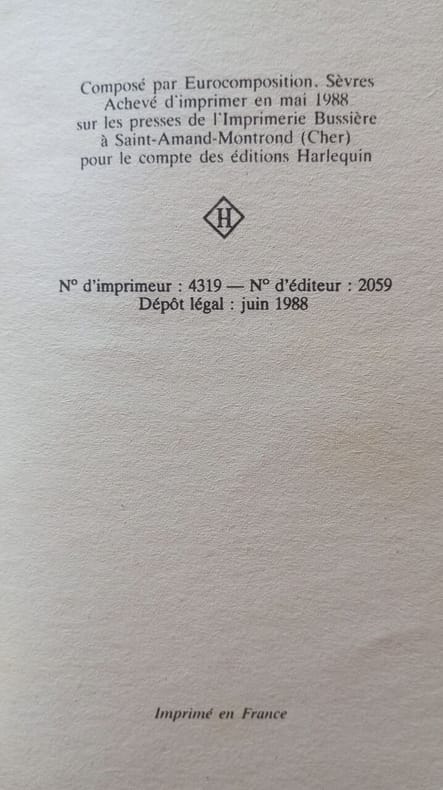 Composé par Eurocomposition. Sèvres
Achevé d'imprimer en mai 1988
sur les presses de l'Imprimerie Bussière
à Saint-Amand-Montrond (Cher)
pour le compte des éditions Harlequin
H
N° d'imprimeur : 4319 — N° d'éditeur : 2059
Dépôt légal : juin 1988
Imprimé en France